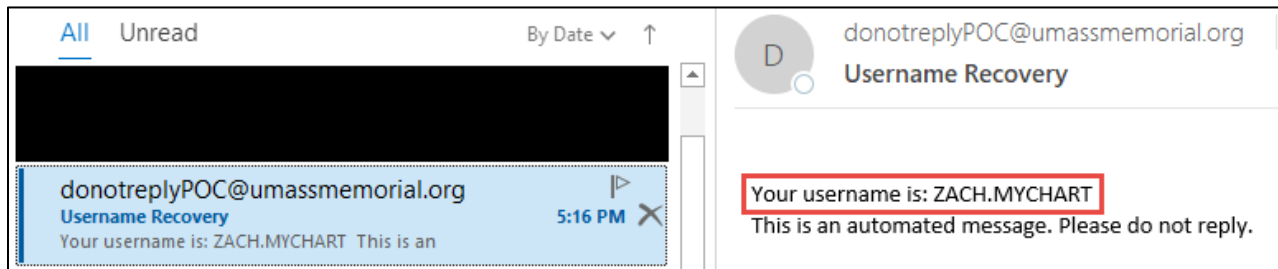 All Unread By Date
donotreplyPOC@umassmemorial.org
Username Recovery 5:16 PM
Your username is: ZACH.MYCHART This is an
D
donotreplyPOC@umassmemorial.org
Username Recovery
Your username is: ZACH.MYCHART
This is an automated message. Please do not reply.